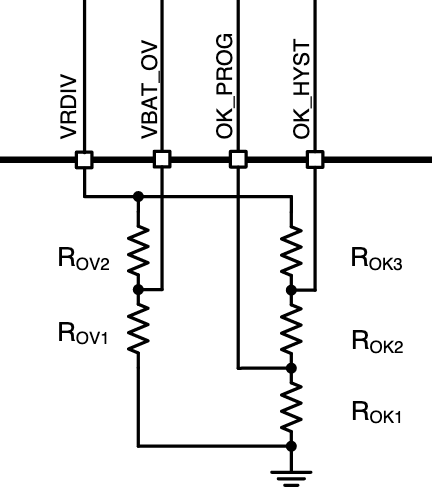 VRDIV
VBAT_OV
OK_PROG
OK_HYST
ROV2
ROK3
ROV1
ROK2
ROK1